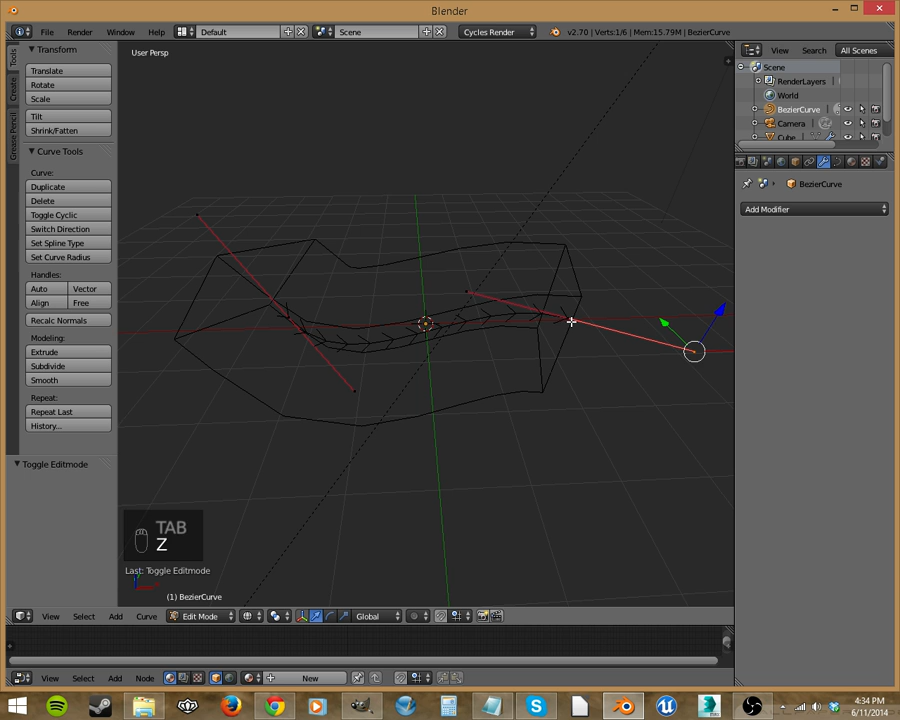 Blender
File Render Window Help Default Scene Cycles Render v2.70 | Verts:1/6 | Mem:15.79M | BezierCurve
Tools
Create
Grease Pencil
Transform
Translate
Rotate
Scale
Tilt
Shrink/Fatten
Curve Tools
Curve:
Duplicate
Delete
Toggle Cyclic
Switch Direction
Set Spline Type
Set Curve Radius
Handles:
Auto Vector
Align Free
Recalc Normals
Modeling:
Extrude
Subdivide
Smooth
Repeat:
Repeat Last
History...
Toggle Editmode
User Persp
TAB
Z
Last: Toggle Editmode
(1) BezierCurve
View Select Add Curve Edit Mode Global
View Search All Scenes
Scene
RenderLayers
World
BezierCurve
Camera
Cube
BezierCurve
Add Modifier
View Select Add Node New
4:34 PM
6/11/2014